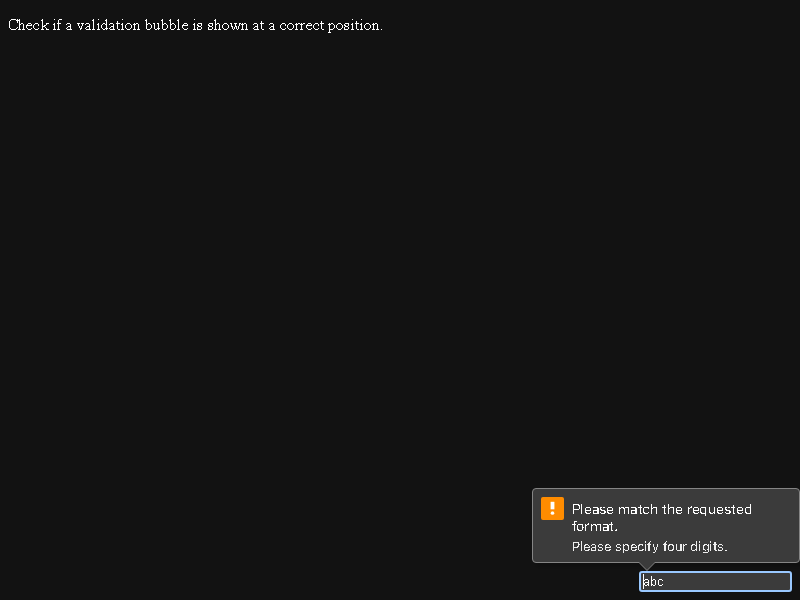 Check if a validation bubble is shown at a correct position.
Please match the requested
format.
Please specify four digits.
abc